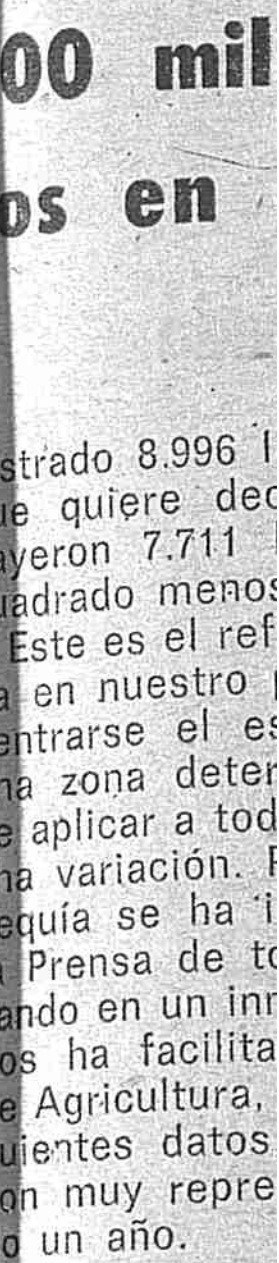 00 mil
os en
strado 8.996 l
ue quiere dec
ayeron 7.711
uadrado menos
Este es el ref
a en nuestro
entrarse el es
na zona deter
e aplicar a tod
na variación.
equía se ha i
Prensa de to
ando en un inm
os ha facilita
e Agricultura,
uientes datos
on muy repre
o un año.